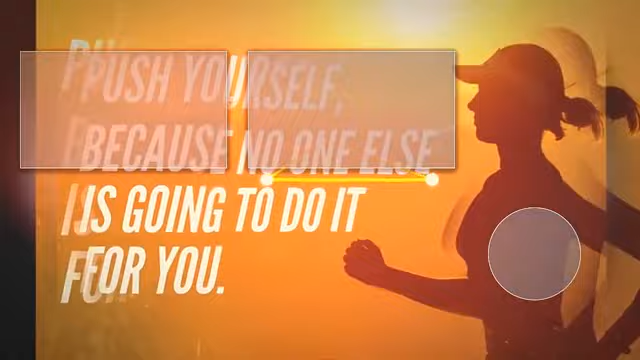 PUSH YOURSELF,
BECAUSE NO ONE ELSE
IS GOING TO DO IT
FOR YOU.